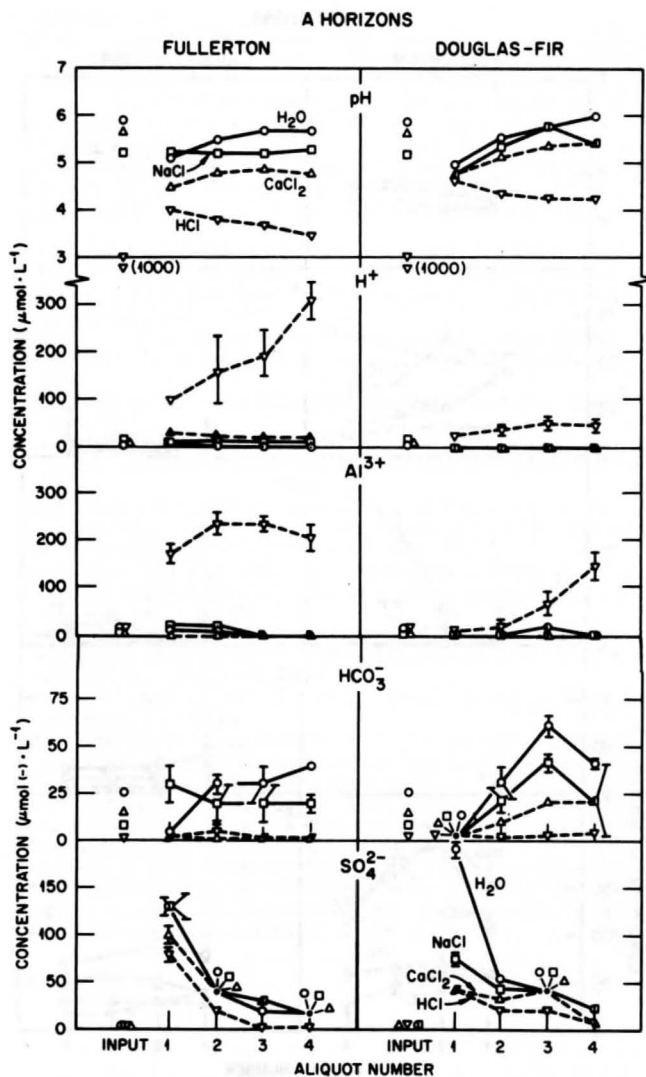 A HORIZONS
FULLERTON
DOUGLAS-FIR
7
6
5
4
3
pH
H₂O
NaCl
CaCl₂
HCl
(1000)
(1000)
H⁺
300
200
100
0
CONCENTRATION (μmol · L⁻¹)
Al³⁺
300
200
100
0
HCO₃⁻
75
50
25
0
CONCENTRATION (μmol (-) · L⁻¹)
SO₄²⁻
150
100
50
0
H₂O
NaCl
CaCl₂
HCl
INPUT 1 2 3 4 INPUT 1 2 3 4
ALIQUOT NUMBER